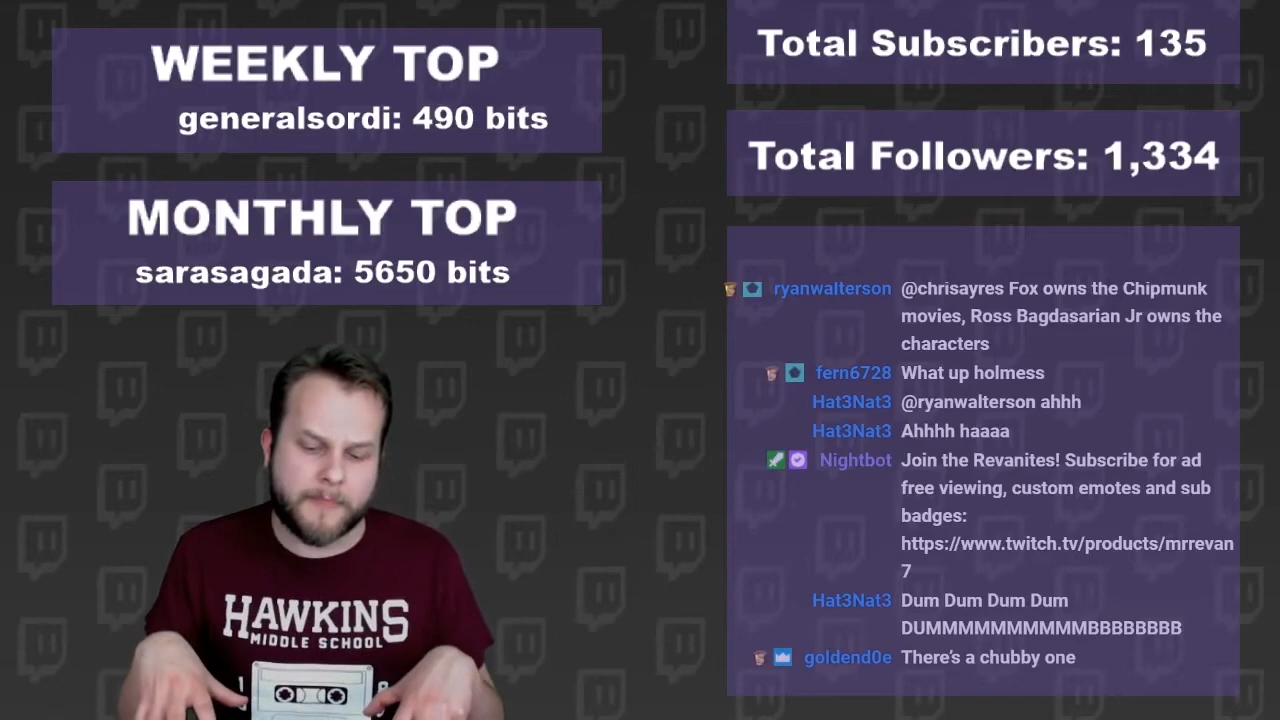 WEEKLY TOP
generalsordi: 490 bits
MONTHLY TOP
sarasagada: 5650 bits
Total Subscribers: 135
Total Followers: 1,334
ryanwalterson @chrisayres Fox owns the Chipmunk
movies, Ross Bagdasarian Jr owns the
characters
fern6728 What up holmess
Hat3Nat3 @ryanwalterson ahhh
Hat3Nat3 Ahhhh haaaa
Nightbot Join the Revanites! Subscribe for ad
free viewing, custom emotes and sub
badges:
https://www.twitch.tv/products/mrrevan
7
Hat3Nat3 Dum Dum Dum Dum
DUMMMMMMMMMMBBBBBBBB
goldend0e There's a chubby one
HAWKINS
MIDDLE SCHOOL
1 8